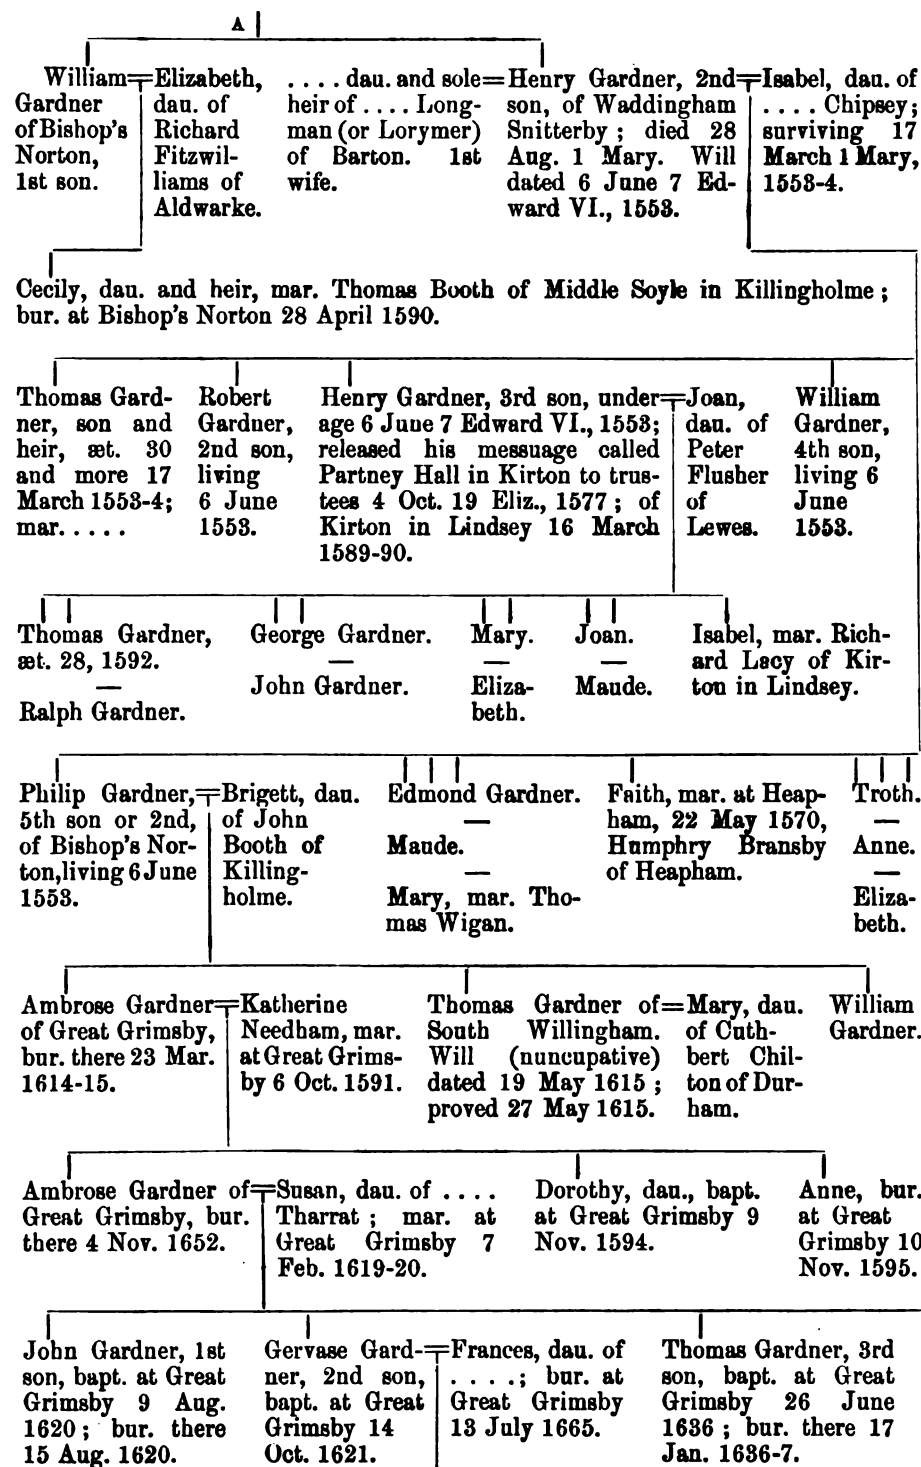 A
William Gardner of Bishop's Norton, 1st son.
Elizabeth, dau. of Richard Fitzwilliams of Aldwarke.
. . . . dau. and sole heir of . . . . Longman (or Lorymer) of Barton. 1st wife.
Henry Gardner, 2nd son, of Waddingham Snitterby ; died 28 Aug. 1 Mary. Will dated 6 June 7 Edward VI., 1553.
Isabel, dau. of . . . . Chipsey ; surviving 17 March 1 Mary, 1553-4.
Cecily, dau. and heir, mar. Thomas Booth of Middle Soyle in Killingholme ;
bur. at Bishop's Norton 28 April 1590.
Thomas Gardner, son and heir, æt. 30 and more 17 March 1553-4; mar. . . . .
Robert Gardner, 2nd son, living 6 June 1553.
Henry Gardner, 3rd son, under age 6 Juue 7 Edward VI., 1553; released his messuage called Partney Hall in Kirton to trustees 4 Oct. 19 Eliz., 1577 ; of Kirton in Lindsey 16 March 1589-90.
Joan, dau. of Peter Flusher of Lewes.
William Gardner, 4th son, living 6 June 1553.
Thomas Gardner, æt. 28, 1592.
—
Ralph Gardner.
George Gardner.
—
John Gardner.
Mary.
—
Elizabeth.
Joan.
—
Maude.
Isabel, mar. Richard Lacy of Kirton in Lindsey.
Philip Gardner, 5th son or 2nd, of Bishop's Norton, living 6 June 1553.
Brigett, dau. of John Booth of Killingholme.
Edmond Gardner.
—
Maude.
—
Mary, mar. Thomas Wigan.
Faith, mar. at Heapham, 22 May 1570, Humphry Bransby of Heapham.
Troth.
—
Anne.
—
Elizabeth.
Ambrose Gardner of Great Grimsby, bur. there 23 Mar. 1614-15.
Katherine Needham, mar. at Great Grimsby 6 Oct. 1591.
Thomas Gardner of South Willingham. Will (nuncupative) dated 19 May 1615 ; proved 27 May 1615.
Mary, dau. of Cuthbert Chilton of Durham.
William Gardner.
Ambrose Gardner of Great Grimsby, bur. there 4 Nov. 1652.
Susan, dau. of . . . . Tharrat ; mar. at Great Grimsby 7 Feb. 1619-20.
Dorothy, dau., bapt. at Great Grimsby 9 Nov. 1594.
Anne, bur. at Great Grimsby 10 Nov. 1595.
John Gardner, 1st son, bapt. at Great Grimsby 9 Aug. 1620 ; bur. there 15 Aug. 1620.
Gervase Gardner, 2nd son, bapt. at Great Grimsby 14 Oct. 1621.
Frances, dau. of . . . . ; bur. at Great Grimsby 13 July 1665.
Thomas Gardner, 3rd son, bapt. at Great Grimsby 26 June 1636 ; bur. there 17 Jan. 1636-7.